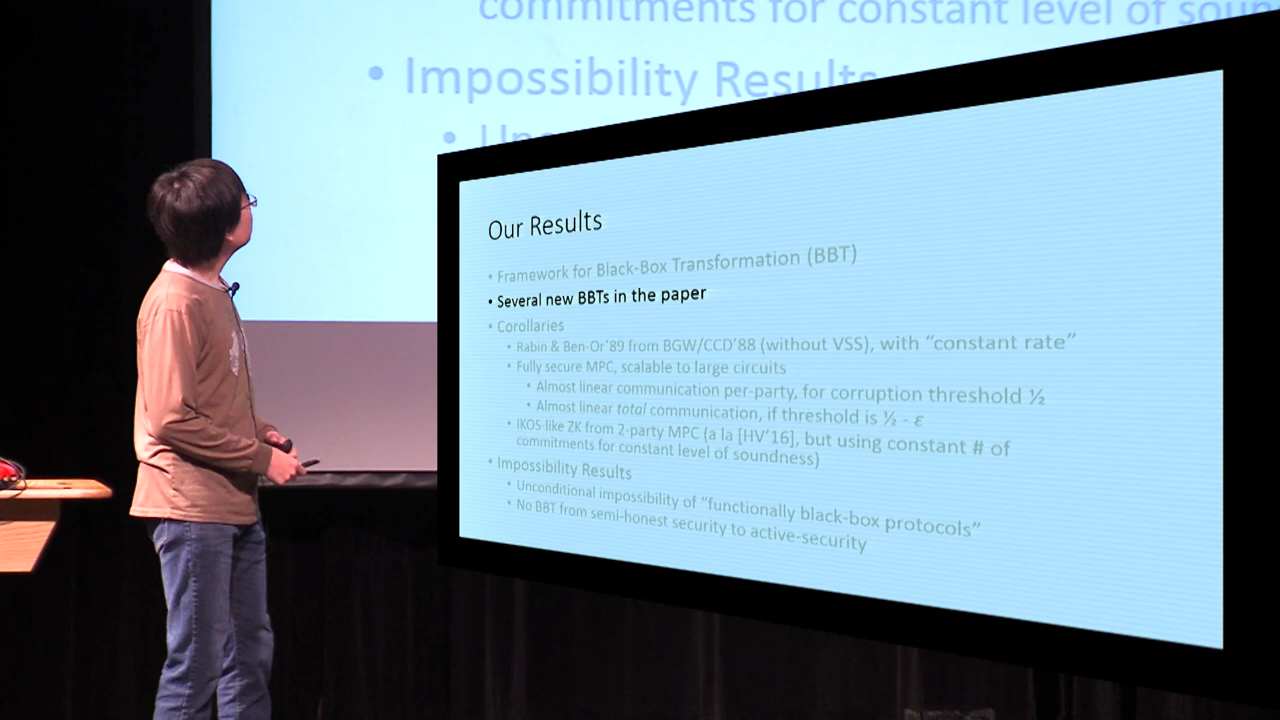 commitments for constant level of soun
• Impossibility Results
• Un
Our Results
• Framework for Black-Box Transformation (BBT)
• Several new BBTs in the paper
• Corollaries
• Rabin & Ben-Or'89 from BGW/CCD'88 (without VSS), with “constant rate”
• Fully secure MPC, scalable to large circuits
• Almost linear communication per-party, for corruption threshold ½
• Almost linear total communication, if threshold is ½ - ε
• IKOS-like ZK from 2-party MPC (a la [HV'16], but using constant # of
commitments for constant level of soundness)
• Impossibility Results
• Unconditional impossibility of “functionally black-box protocols”
• No BBT from semi-honest security to active-security